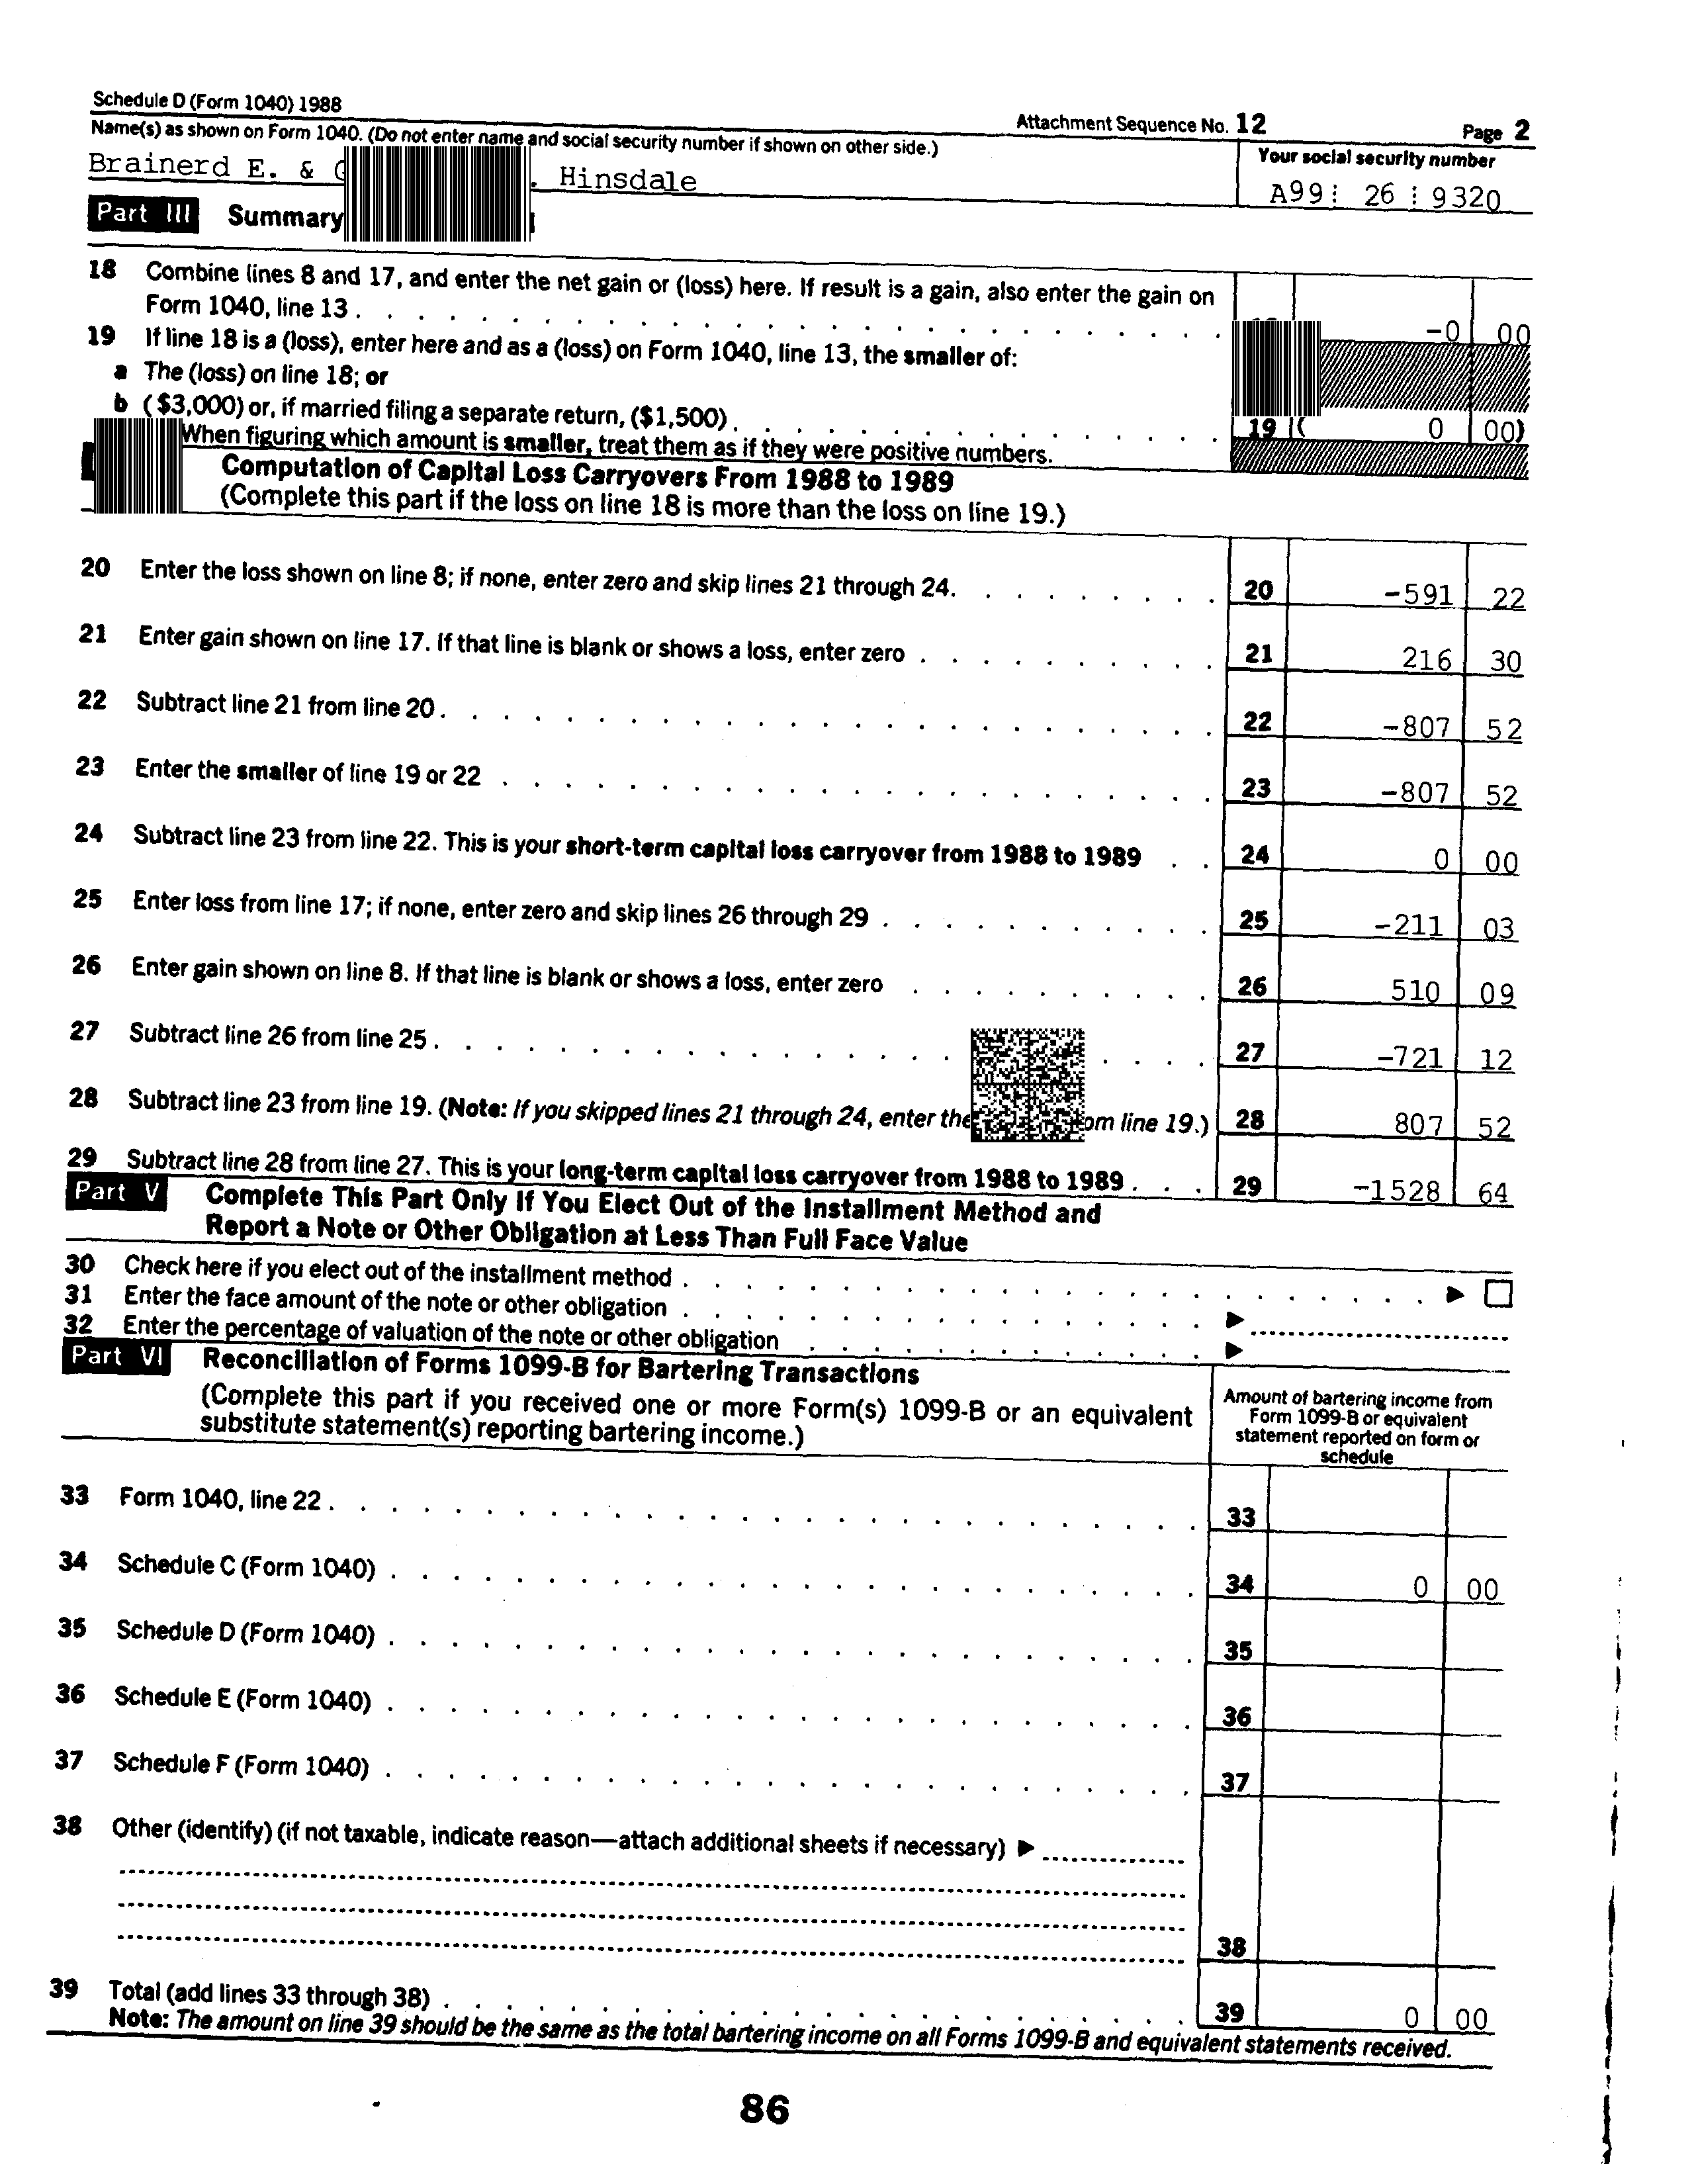 Schedule D (Form 1040) 1988
Attachment Sequence No. 12
Page 2
Name(s) as shown on Form 1040. (Do not enter name and social security number if shown on other side.)
Your social security number
Brainerd E. & Hinsdale
A99 26 9320
Part III Summary
18 Combine lines 8 and 17, and enter the net gain or (loss) here. If result is a gain, also enter the gain on
Form 1040, line 13 . . . -0 00
19 If line 18 is a (loss), enter here and as a (loss) on Form 1040, line 13, the smaller of:
a The (loss) on line 18; or
b ($3,000) or, if married filing a separate return, ($1,500) . . . 19 ( 0 00)
When figuring which amount is smaller, treat them as if they were positive numbers.
Computation of Capital Loss Carryovers From 1988 to 1989
(Complete this part if the loss on line 18 is more than the loss on line 19.)
20 Enter the loss shown on line 8; if none, enter zero and skip lines 21 through 24. . . . 20 -591 22
21 Enter gain shown on line 17. If that line is blank or shows a loss, enter zero . . . 21 216 30
22 Subtract line 21 from line 20 . . . 22 -807 52
23 Enter the smaller of line 19 or 22 . . . 23 -807 52
24 Subtract line 23 from line 22. This is your short-term capital loss carryover from 1988 to 1989 . . 24 0 00
25 Enter loss from line 17; if none, enter zero and skip lines 26 through 29 . . . 25 -211 03
26 Enter gain shown on line 8. If that line is blank or shows a loss, enter zero . . . 26 510 09
27 Subtract line 26 from line 25 . . . 27 -721 12
28 Subtract line 23 from line 19. (Note: If you skipped lines 21 through 24, enter the line 19.) 28 807 52
29 Subtract line 28 from line 27. This is your long-term capital loss carryover from 1988 to 1989 . . . 29 -1528 64
Part V Complete This Part Only If You Elect Out of the Installment Method and
Report a Note or Other Obligation at Less Than Full Face Value
30 Check here if you elect out of the installment method . . . ▶ ☐
31 Enter the face amount of the note or other obligation . . . ▶
32 Enter the percentage of valuation of the note or other obligation . . . ▶
Part VI Reconciliation of Forms 1099-B for Bartering Transactions
(Complete this part if you received one or more Form(s) 1099-B or an equivalent
substitute statement(s) reporting bartering income.)
Amount of bartering income from
Form 1099-B or equivalent
statement reported on form or
schedule
33 Form 1040, line 22 . . . 33
34 Schedule C (Form 1040) . . . 34 0 00
35 Schedule D (Form 1040) . . . 35
36 Schedule E (Form 1040) . . . 36
37 Schedule F (Form 1040) . . . 37
38 Other (identify) (if not taxable, indicate reason—attach additional sheets if necessary) ▶
38
39 Total (add lines 33 through 38) . . . 39 0 00
Note: The amount on line 39 should be the same as the total bartering income on all Forms 1099-B and equivalent statements received.
86